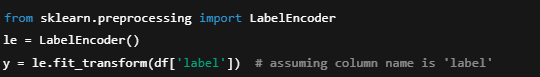 from sklearn.preprocessing import LabelEncoder
le = LabelEncoder()
y = le.fit_transform(df['label'])  # assuming column name is 'label'